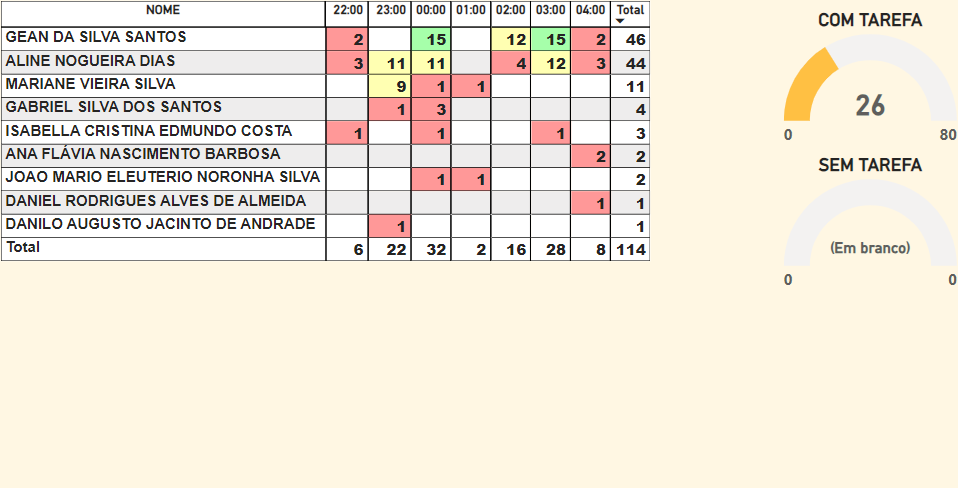 NOME 22:00 23:00 00:00 01:00 02:00 03:00 04:00 Total
GEAN DA SILVA SANTOS 2 15 12 15 2 46
ALINE NOGUEIRA DIAS 3 11 11 4 12 3 44
MARIANE VIEIRA SILVA 9 1 1 11
GABRIEL SILVA DOS SANTOS 1 3 4
ISABELLA CRISTINA EDMUNDO COSTA 1 1 1 3
ANA FLÁVIA NASCIMENTO BARBOSA 2 2
JOAO MARIO ELEUTERIO NORONHA SILVA 1 1 2
DANIEL RODRIGUES ALVES DE ALMEIDA 1 1
DANILO AUGUSTO JACINTO DE ANDRADE 1 1
Total 6 22 32 2 16 28 8 114
COM TAREFA
26
0 80
SEM TAREFA
(Em branco)
0 0